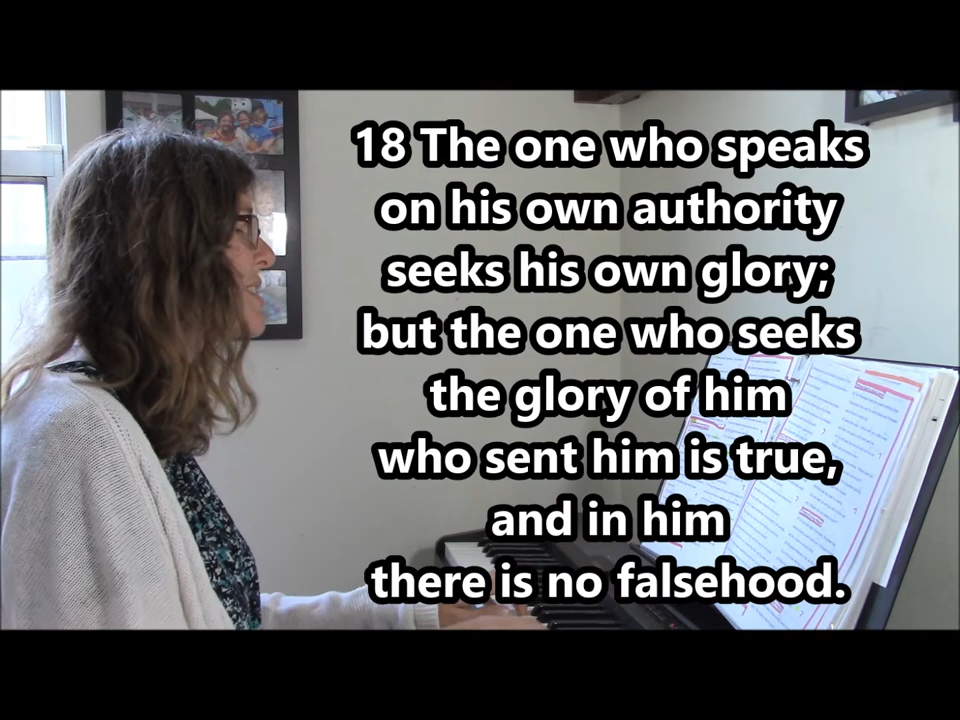 18 The one who speaks
on his own authority
seeks his own glory;
but the one who seeks
the glory of him
who sent him is true,
and in him
there is no falsehood.